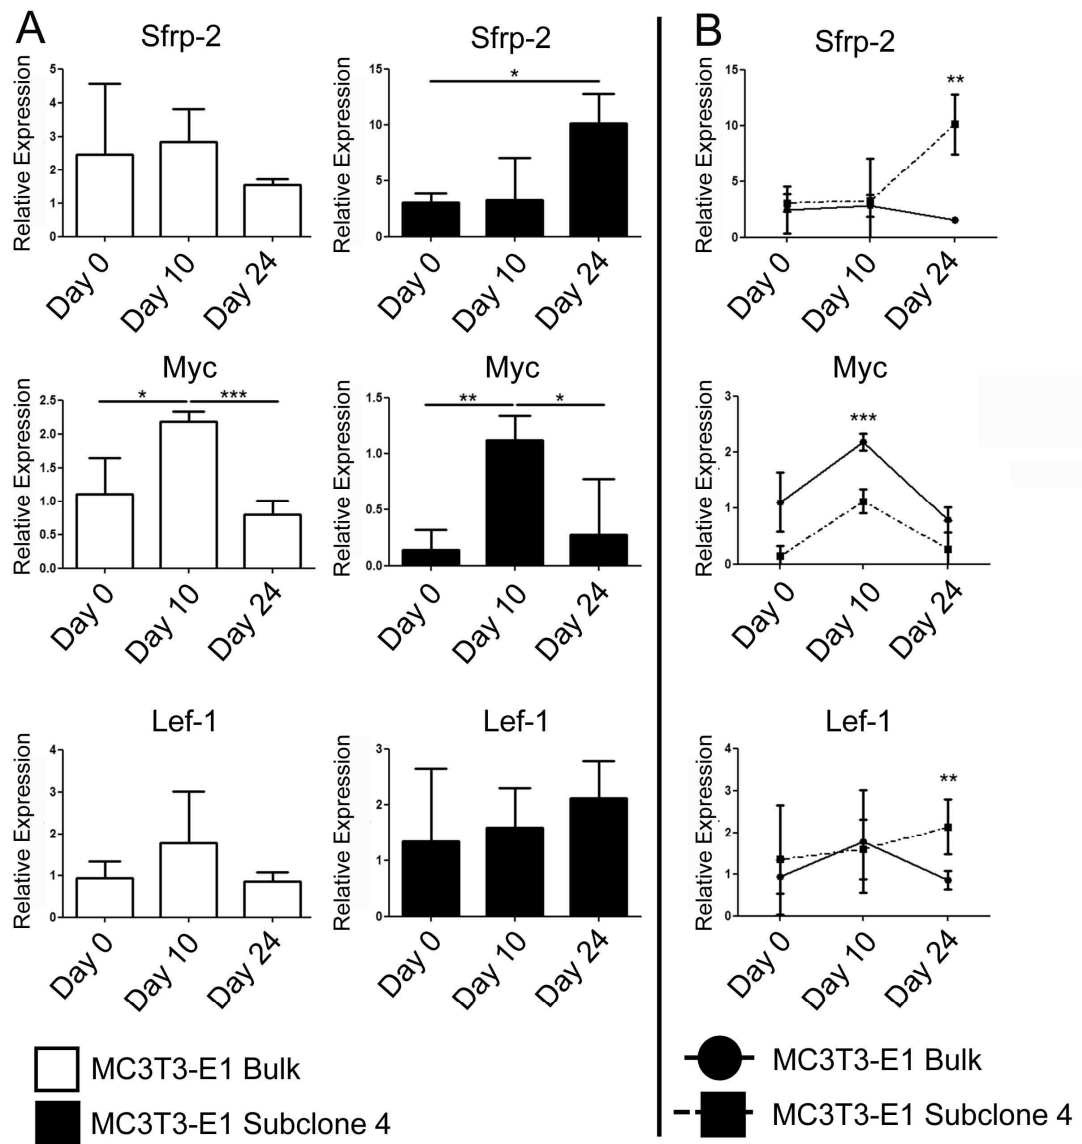 A
B
Sfrp-2
Sfrp-2
Sfrp-2
Relative Expression
5
4
3
2
1
0
Day 0
Day 10
Day 24
Relative Expression
15
10
5
0
*
Day 0
Day 10
Day 24
Relative Expression
15
10
5
0
**
Day 0
Day 10
Day 24
Myc
Myc
Myc
Relative Expression
2.5
2.0
1.5
1.0
0.5
0.0
*
***
Day 0
Day 10
Day 24
Relative Expression
1.5
1.0
0.5
0.0
**
*
Day 0
Day 10
Day 24
Relative Expression
3
2
1
0
***
Day 0
Day 10
Day 24
Lef-1
Lef-1
Lef-1
Relative Expression
4
3
2
1
0
Day 0
Day 10
Day 24
Relative Expression
3
2
1
0
Day 0
Day 10
Day 24
Relative Expression
4
3
2
1
0
**
Day 0
Day 10
Day 24
MC3T3-E1 Bulk
MC3T3-E1 Subclone 4
MC3T3-E1 Bulk
MC3T3-E1 Subclone 4